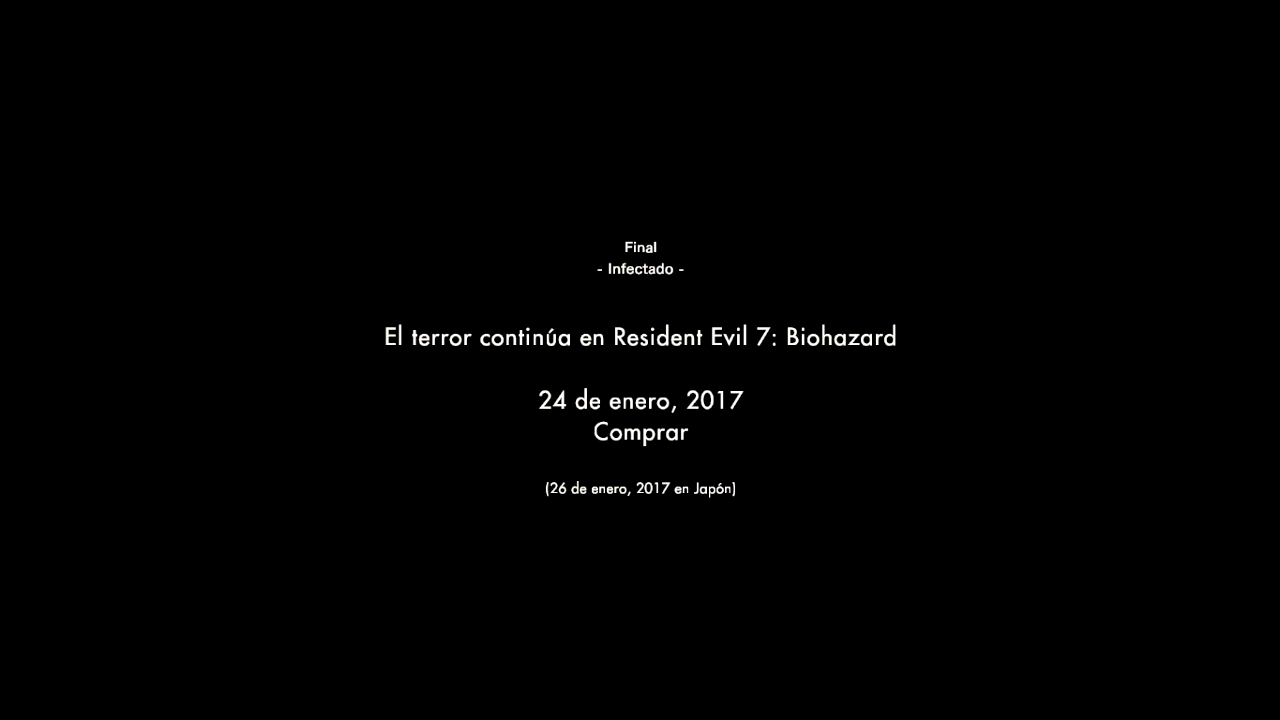 Final
- Infectado -
El terror continúa en Resident Evil 7: Biohazard
24 de enero, 2017
Comprar
(26 de enero, 2017 en Japón)